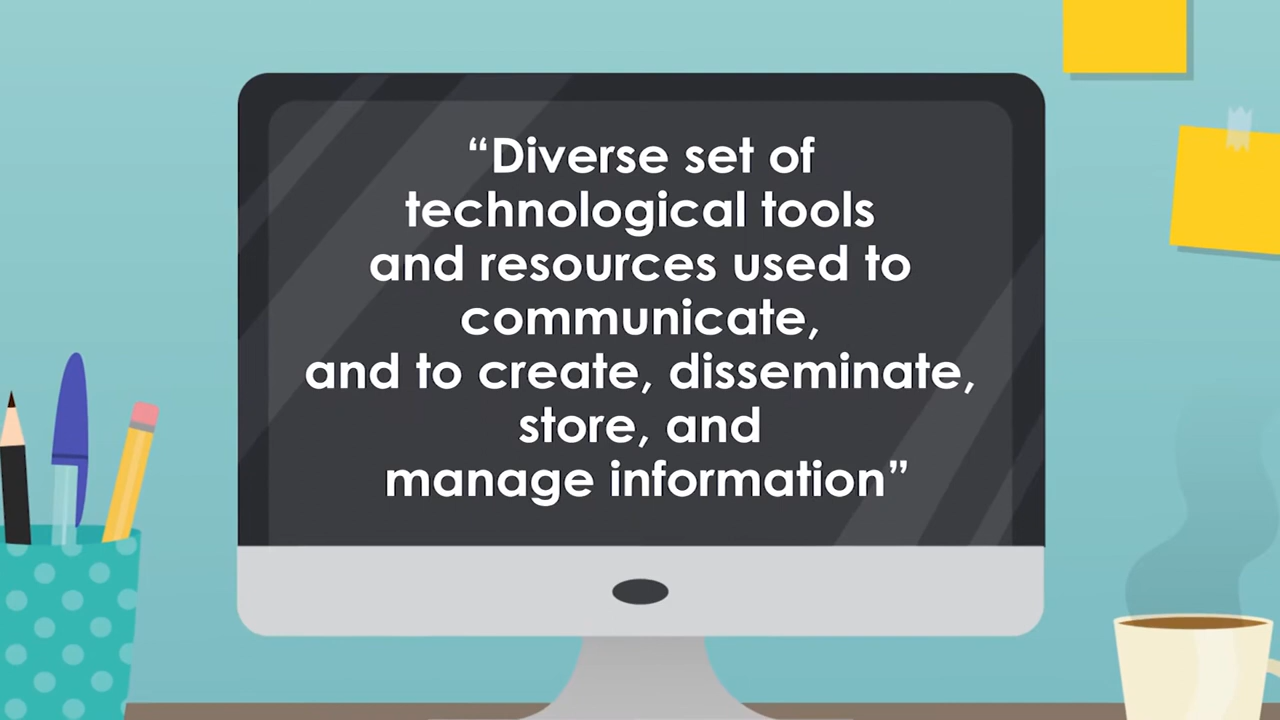 “Diverse set of
technological tools
and resources used to
communicate,
and to create, disseminate,
store, and
manage information”